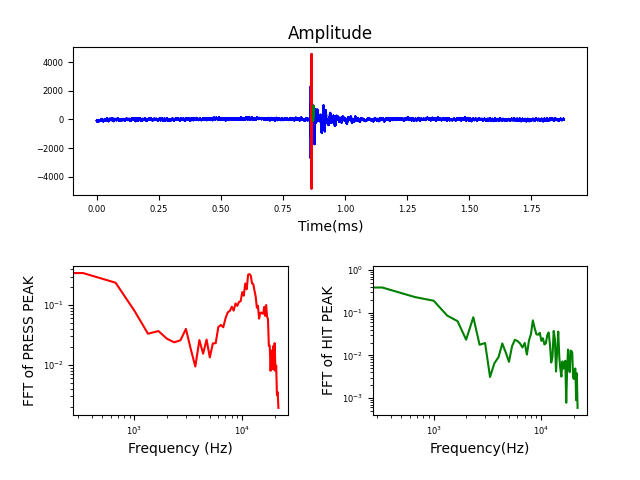 Amplitude
4000
2000
0
−2000
−4000
0.00 0.25 0.50 0.75 1.00 1.25 1.50 1.75
Time(ms)
FFT of PRESS PEAK
10⁻¹
10⁻²
10³ 10⁴
Frequency (Hz)
FFT of HIT PEAK
10⁰
10⁻¹
10⁻²
10⁻³
10³ 10⁴
Frequency(Hz)